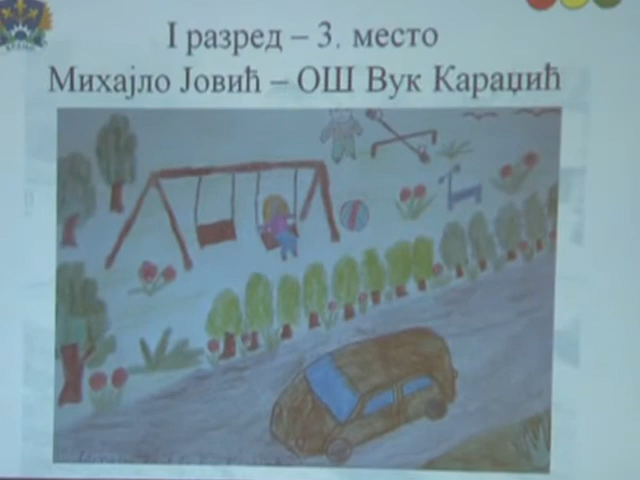 I разред – 3. место
Михајло Јовић – ОШ Вук Караџић